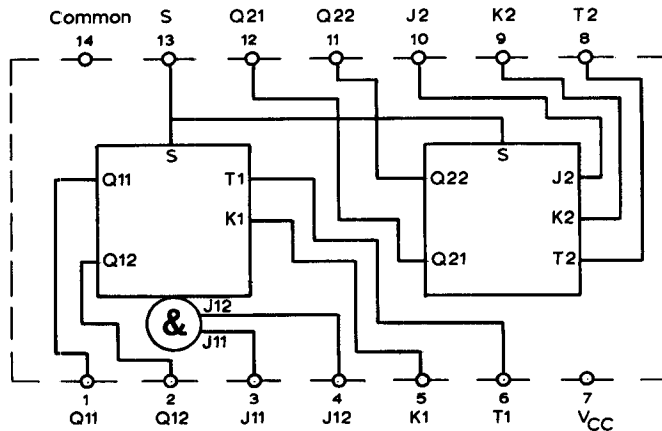 Common S Q21 Q22 J2 K2 T2
14 13 12 11 10 9 8
S S
Q11 T1 Q22 J2
K1 K2
Q12 Q21 T2
J12
& J11
1 2 3 4 5 6 7
Q11 Q12 J11 J12 K1 T1 VCC